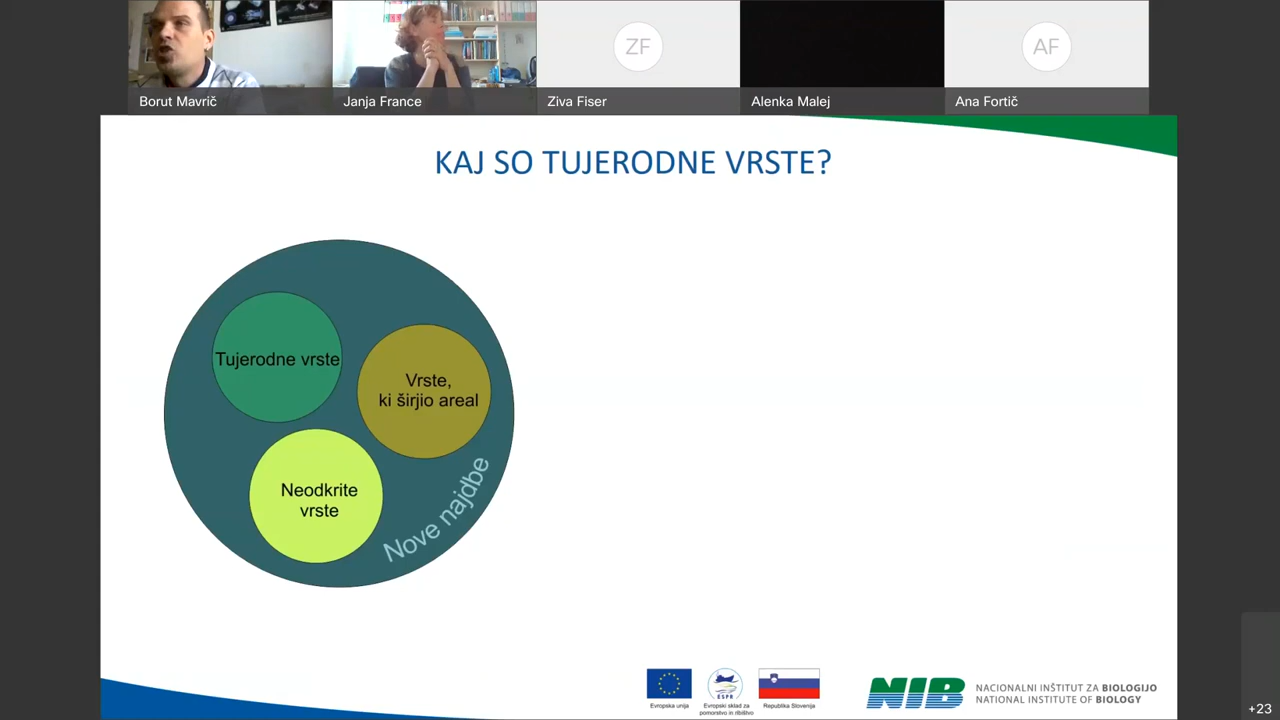 ZF
AF
Borut Mavrič
Janja France
Ziva Fiser
Alenka Malej
Ana Fortič
KAJ SO TUJERODNE VRSTE?
Tujerodne vrste
Vrste,
ki širjio areal
Neodkrite
vrste
Nove najdbe
Evropska unija
ESPR
Evropski sklad za
pomorstvo in ribištvo
Republika Slovenija
NIB
NACIONALNI INŠTITUT ZA BIOLOGIJO
NATIONAL INSTITUTE OF BIOLOGY
+23